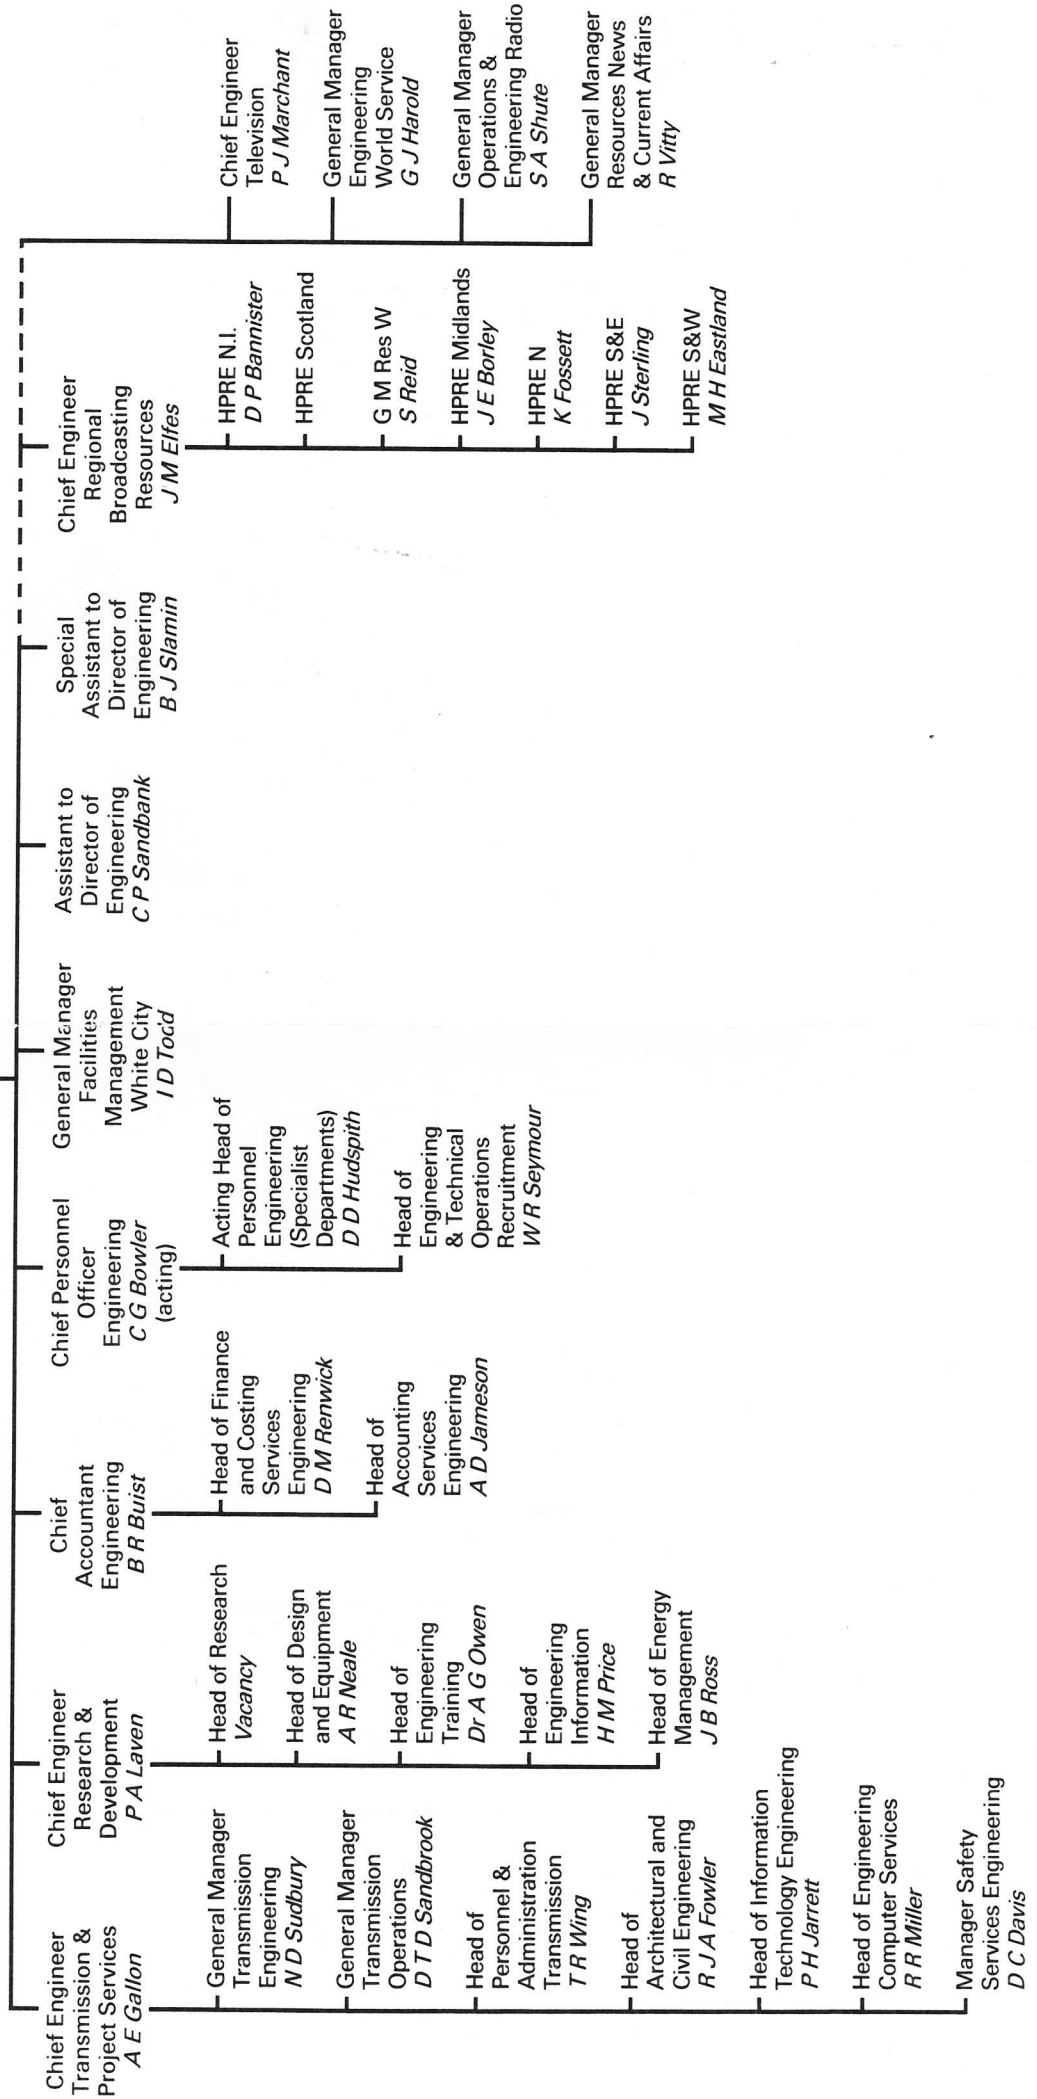 Chief Engineer
Transmission &
Project Services
A E Gallon
General Manager
Transmission
Engineering
N D Sudbury
General Manager
Transmission
Operations
D T D Sandbrook
Head of
Personnel &
Administration
Transmission
T R Wing
Head of
Architectural and
Civil Engineering
R J A Fowler
Head of Information
Technology Engineering
P H Jarrett
Head of Engineering
Computer Services
R R Miller
Manager Safety
Services Engineering
D C Davis
Chief Engineer
Research &
Development
P A Laven
Head of Research
Vacancy
Head of Design
and Equipment
A R Neale
Head of
Engineering
Training
Dr A G Owen
Head of
Engineering
Information
H M Price
Head of Energy
Management
J B Ross
Chief
Accountant
Engineering
B R Buist
Head of Finance
and Costing
Services
Engineering
D M Renwick
Head of
Accounting
Services
Engineering
A D Jameson
Chief Personnel
Officer
Engineering
C G Bowler
(acting)
Acting Head of
Personnel
Engineering
(Specialist
Departments)
D D Hudspith
Head of
Engineering
& Technical
Operations
Recruitment
W R Seymour
General Manager
Facilities
Management
White City
I D Todd
Assistant to
Director of
Engineering
C P Sandbank
Special
Assistant to
Director of
Engineering
B J Slamin
Chief Engineer
Regional
Broadcasting
Resources
J M Elfes
HPRE N.I.
D P Bannister
HPRE Scotland
G M Res W
S Reid
HPRE Midlands
J E Borley
HPRE N
K Fossett
HPRE S&E
J Sterling
HPRE S&W
M H Eastland
Chief Engineer
Television
P J Marchant
General Manager
Engineering
World Service
G J Harold
General Manager
Operations &
Engineering Radio
S A Shute
General Manager
Resources News
& Current Affairs
R Vitty